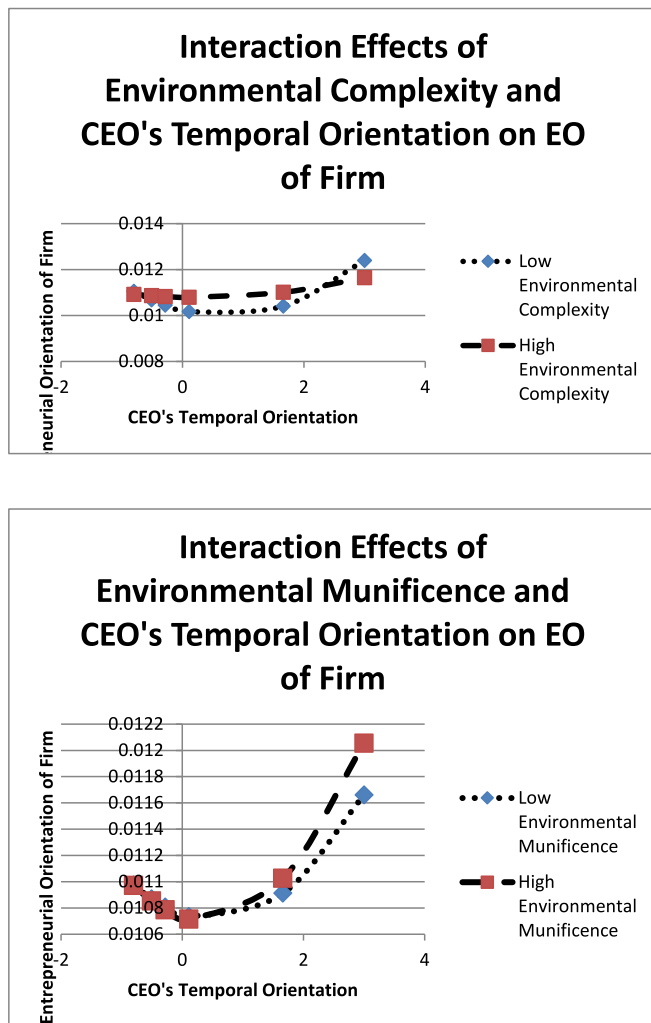 Interaction Effects of
Environmental Complexity and
CEO's Temporal Orientation on EO
of Firm
neurial Orientation of Firm
0.014
0.012
0.01
0.008
-2
0
2
4
CEO's Temporal Orientation
Low
Environmental
Complexity
High
Environmental
Complexity
Interaction Effects of
Environmental Munificence and
CEO's Temporal Orientation on EO
of Firm
Entrepreneurial Orientation of Firm
0.0122
0.012
0.0118
0.0116
0.0114
0.0112
0.011
0.0108
0.0106
-2
0
2
4
CEO's Temporal Orientation
Low
Environmental
Munificence
High
Environmental
Munificence